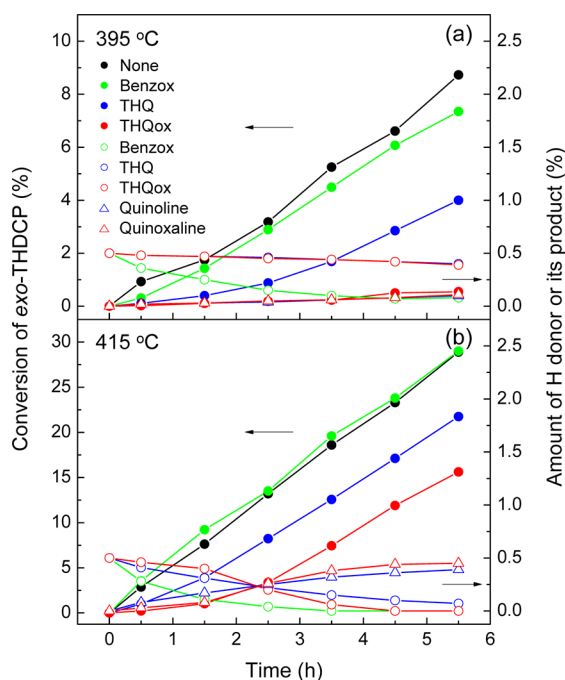 395 °C
(a)
None
Benzox
THQ
THQox
Benzox
THQ
THQox
Quinoline
Quinoxaline
10
8
6
4
2
0
2.5
2.0
1.5
1.0
0.5
0.0
415 °C
(b)
30
25
20
15
10
5
0
2.5
2.0
1.5
1.0
0.5
0.0
0 1 2 3 4 5 6
Time (h)
Conversion of exo-THDCP (%)
Amount of H donor or its product (%)